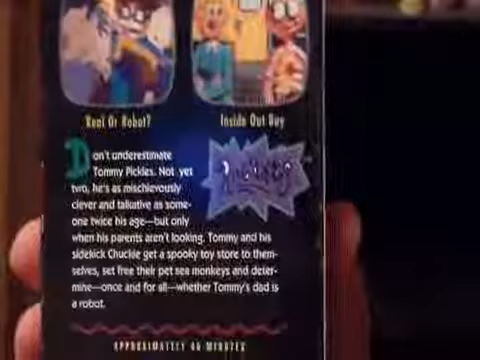 Real Or Robot?
Inside Out Boy
Don't underestimate
Tommy Pickles. Not yet
two, he's as mischievously
clever and talkative as some-
one twice his age—but only
when his parents aren't looking. Tommy and his
sidekick Chuckie get a spooky toy store to them-
selves, set free their pet sea monkeys and deter-
mine—once and for all—whether Tommy's dad is
a robot.
Rugrats
APPROXIMATELY 40 MINUTES